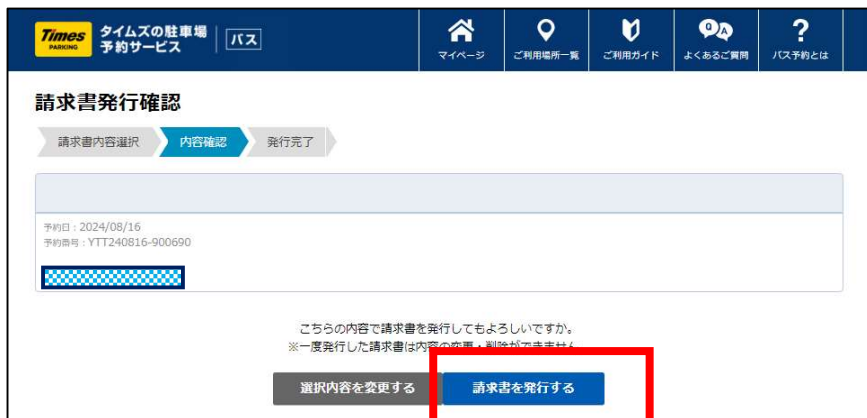 Times
PARKING
タイムズの駐車場
予約サービス
バス
マイページ
ご利用場所一覧
ご利用ガイド
Q A
よくあるご質問
?
バス予約とは
請求書発行確認
請求書内容選択
内容確認
発行完了
予約日：2024/08/16
予約番号：YTT240816-900690
こちらの内容で請求書を発行してもよろしいですか。
※一度発行した請求書は内容の変更・削除ができません
選択内容を変更する
請求書を発行する